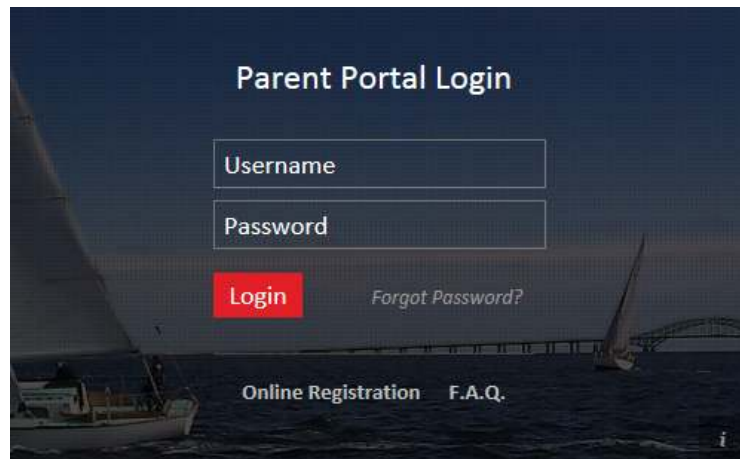 Parent Portal Login
Username
Password
Login Forgot Password?
Online Registration F.A.Q.
i